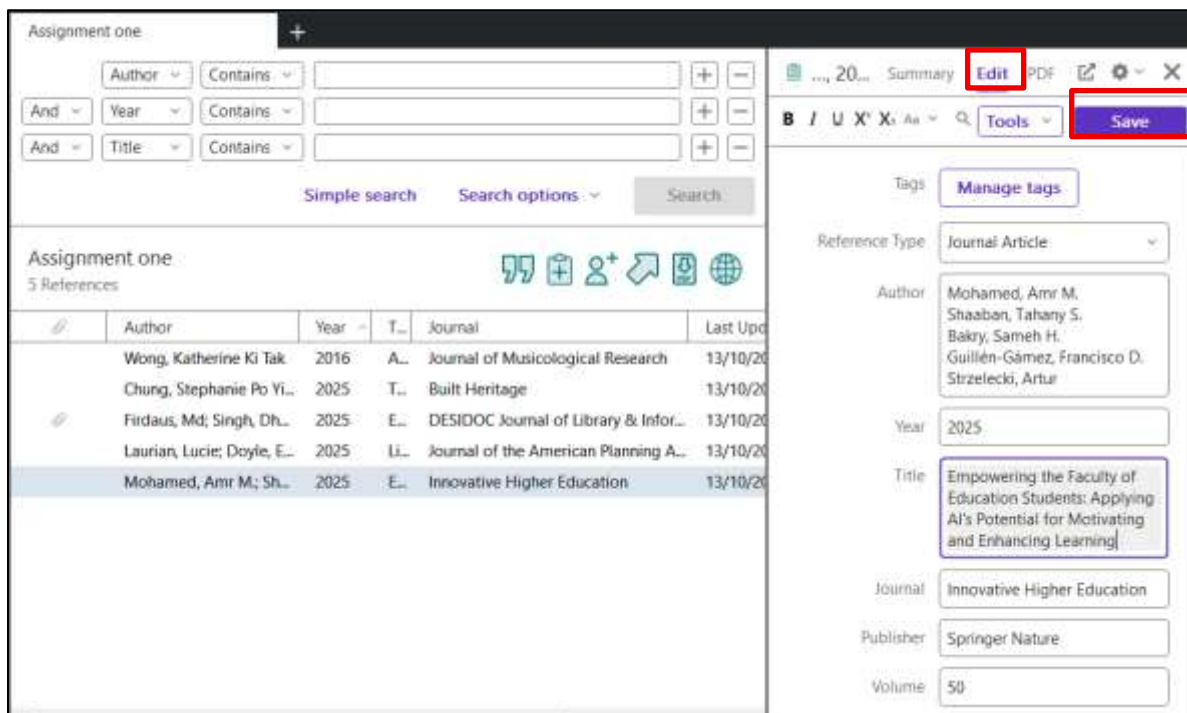 Assignment one +
Author Contains + −
And Year Contains + −
And Title Contains + −
Simple search Search options Search
Assignment one
5 References
Author Year T... Journal Last Upd
Wong, Katherine Ki Tak 2016 A... Journal of Musicological Research 13/10/20
Chung, Stephanie Po Yi... 2025 T... Built Heritage 13/10/20
Firdaus, Md; Singh, Dh... 2025 E... DESIDOC Journal of Library & Infor... 13/10/20
Laurian, Lucie; Doyle, E... 2025 Li... Journal of the American Planning A... 13/10/20
Mohamed, Amr M.; Sh... 2025 E... Innovative Higher Education 13/10/20
..., 20... Summary Edit PDF
B I U X Xₛ Aa Tools Save
Tags Manage tags
Reference Type Journal Article
Author Mohamed, Amr M.
Shaaban, Tahany S.
Bakry, Sameh H.
Guillén-Gámez, Francisco D.
Strzelecki, Artur
Year 2025
Title Empowering the Faculty of
Education Students: Applying
AI's Potential for Motivating
and Enhancing Learning
Journal Innovative Higher Education
Publisher Springer Nature
Volume 50